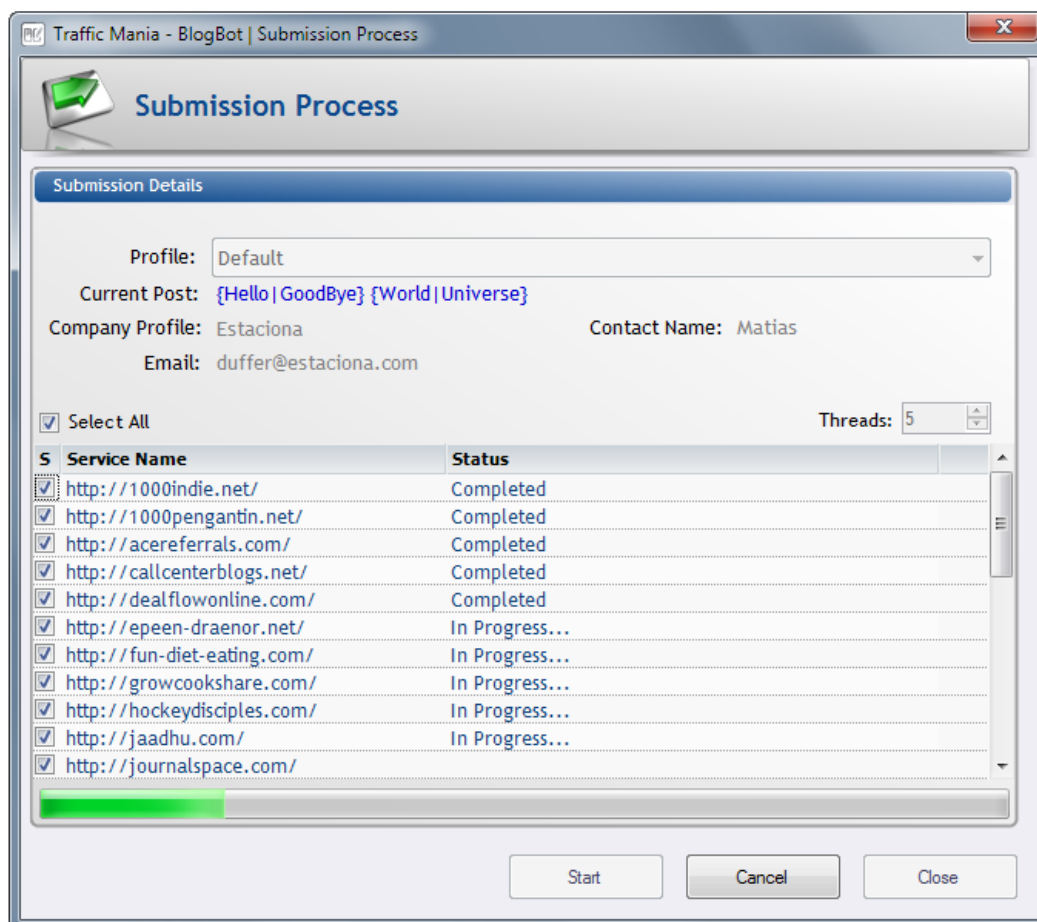 Traffic Mania - BlogBot | Submission Process
Submission Process
Submission Details
Profile: Default
Current Post: {Hello|GoodBye} {World|Universe}
Company Profile: Estaciona Contact Name: Matias
Email: duffer@estaciona.com
Select All Threads: 5
S Service Name Status
http://1000indie.net/ Completed
http://1000pengantin.net/ Completed
http://acereferrals.com/ Completed
http://callcenterblogs.net/ Completed
http://dealflowonline.com/ Completed
http://epeen-draenor.net/ In Progress...
http://fun-diet-eating.com/ In Progress...
http://growcookshare.com/ In Progress...
http://hockeydisciples.com/ In Progress...
http://jaadhu.com/ In Progress...
http://journalspace.com/
Start Cancel Close